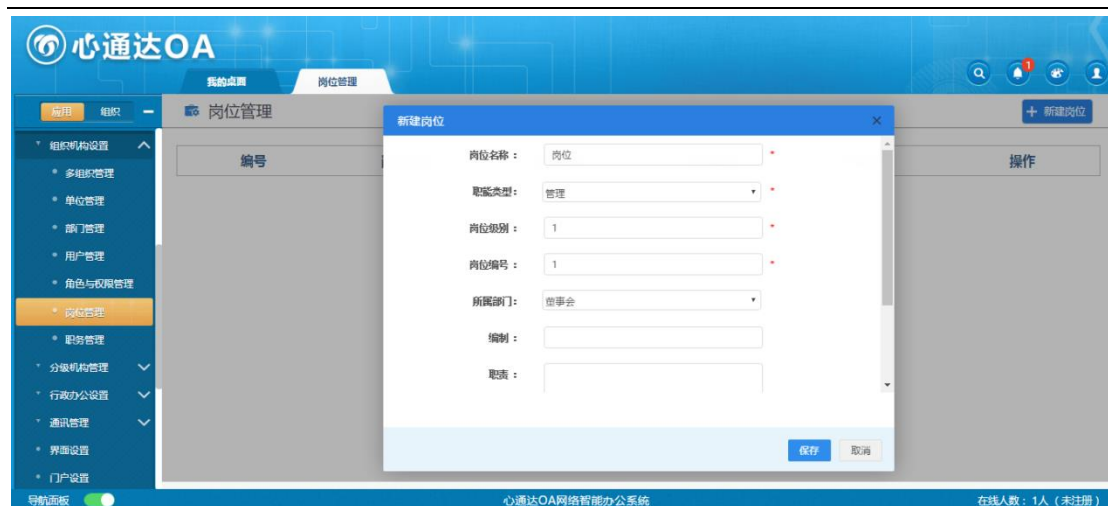 心通达OA
我的桌面
岗位管理
1
应用
组织
岗位管理
新建岗位
组织机构设置
多组织管理
单位管理
部门管理
用户管理
角色与权限管理
岗位管理
职务管理
分级机构管理
行政办公设置
通讯管理
界面设置
门户设置
编号
操作
新建岗位
×
岗位名称：
岗位
*
职能类型：
管理
*
岗位级别：
1
*
岗位编号：
1
*
所属部门：
董事会
编制：
职责：
保存
取消
导航面板
心通达OA网络智能办公系统
在线人数：1人（未注册）